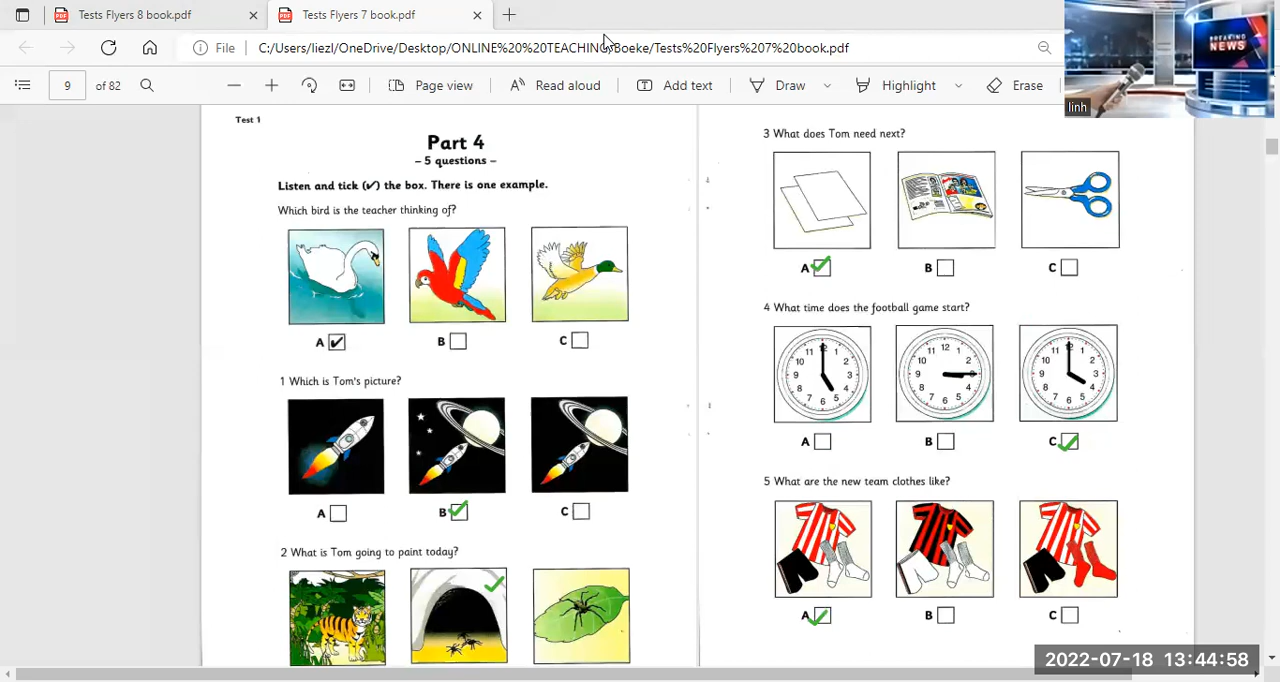 Tests Flyers 8 book.pdf
Tests Flyers 7 book.pdf
File
C:/Users/liezl/OneDrive/Desktop/ONLINE%20%20TEACHING/Boeke/Tests%20Flyers%207%20book.pdf
9 of 82
Page view
Read aloud
Add text
Draw
Highlight
Erase
BREAKING
NEWS
linh
Test 1
Part 4
– 5 questions –
Listen and tick (✔) the box. There is one example.
Which bird is the teacher thinking of?
A B C
1 Which is Tom's picture?
A B C
2 What is Tom going to paint today?
3 What does Tom need next?
A B C
4 What time does the football game start?
A B C
5 What are the new team clothes like?
A B C
2022-07-18 13:44:58